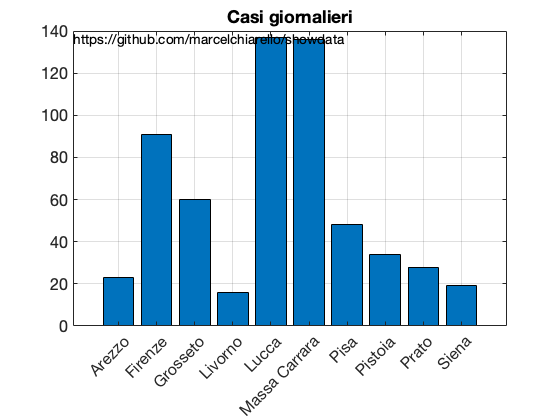 Casi giornalieri
https://github.com/marcelchiarello/showdata
140
120
100
80
60
40
20
0
Arezzo
Firenze
Grosseto
Livorno
Lucca
Massa Carrara
Pisa
Pistoia
Prato
Siena